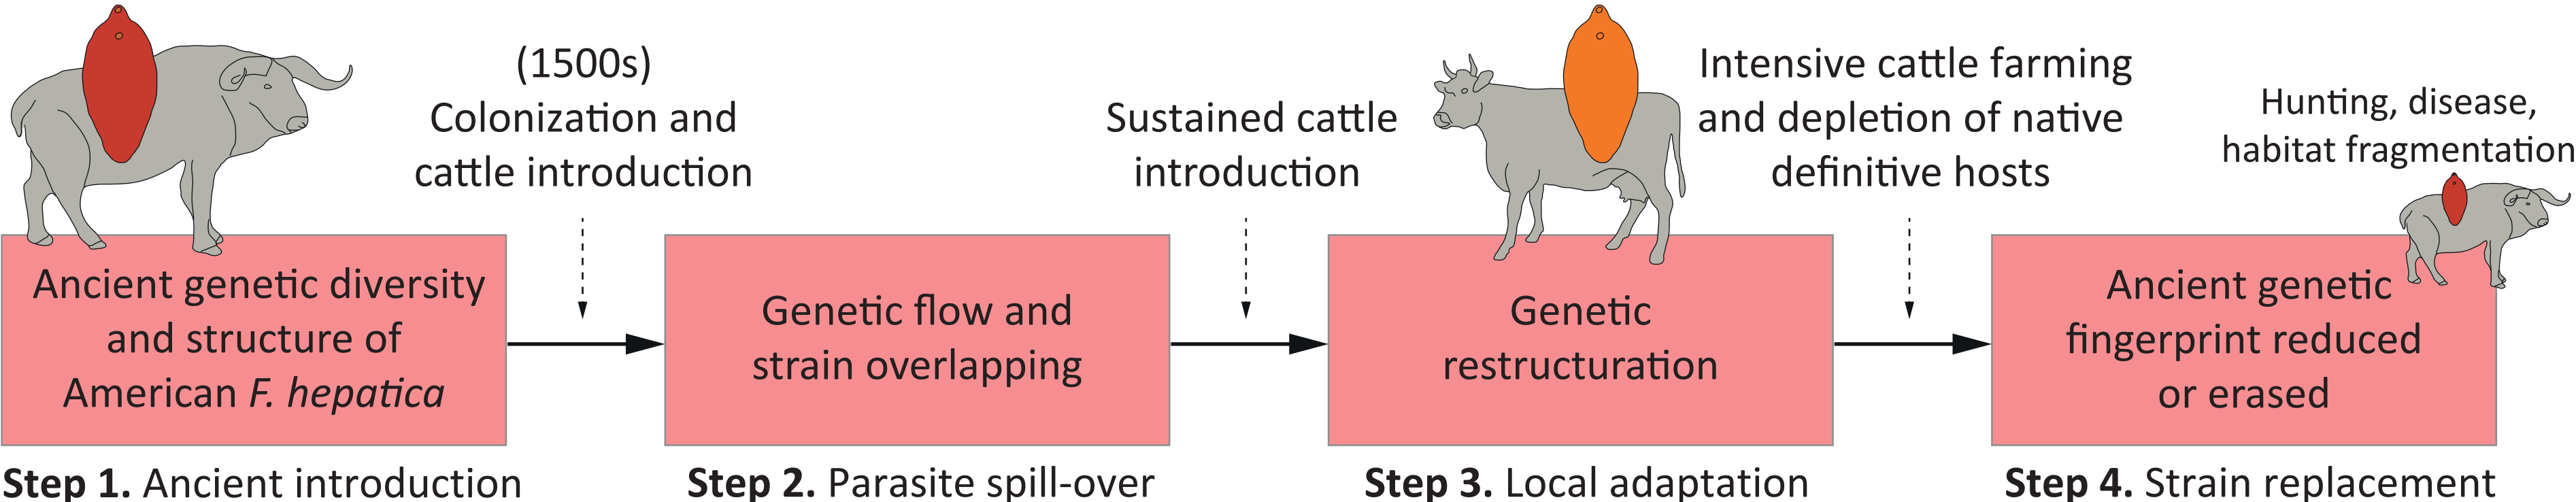 (1500s)
Colonization and
cattle introduction
Sustained cattle
introduction
Intensive cattle farming
and depletion of native
definitive hosts
Hunting, disease,
habitat fragmentation
Ancient genetic diversity
and structure of
American F. hepatica
Genetic flow and
strain overlapping
Genetic
restructuration
Ancient genetic
fingerprint reduced
or erased
Step 1. Ancient introduction
Step 2. Parasite spill-over
Step 3. Local adaptation
Step 4. Strain replacement